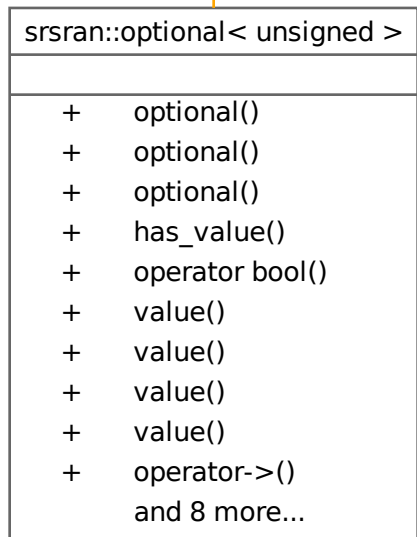 srsran::optional< unsigned >
+ optional()
+ optional()
+ optional()
+ has_value()
+ operator bool()
+ value()
+ value()
+ value()
+ value()
+ operator->()
and 8 more...